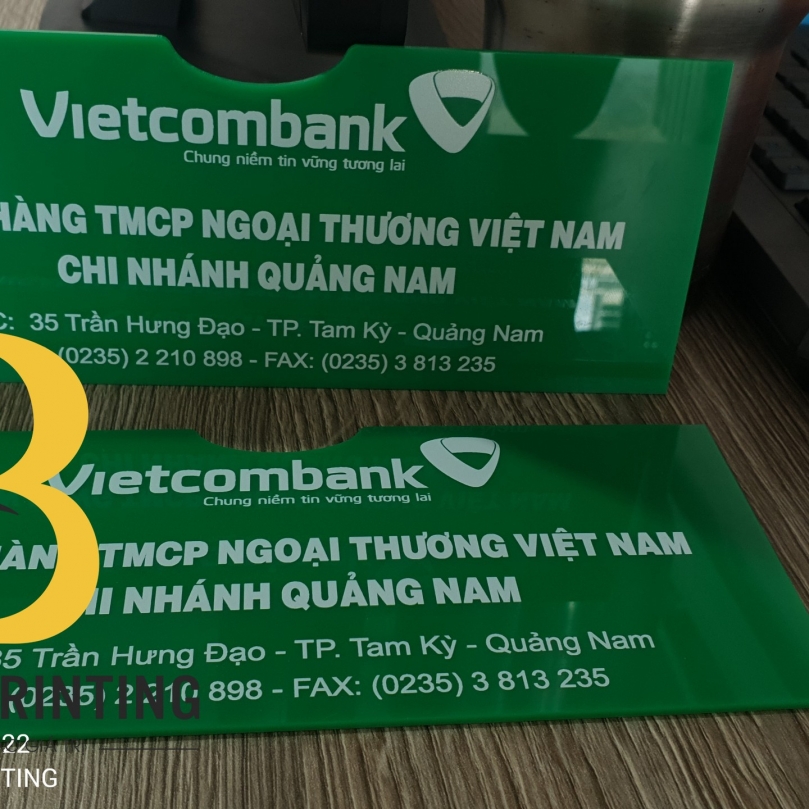 Vietcombank
Chung niềm tin vững tương lai
HÀNG TMCP NGOẠI THƯƠNG VIỆT NAM
CHI NHÁNH QUẢNG NAM
C: 35 Trần Hưng Đạo - TP. Tam Kỳ - Quảng Nam
(0235) 2 210 898 - FAX: (0235) 3 813 235
Vietcombank
Chung niềm tin vững tương lai
TMCP NGOẠI THƯƠNG VIỆT NAM
NHÁNH QUẢNG NAM
35 Trần Hưng Đạo - TP. Tam Kỳ - Quảng Nam
(0235) 2 210 898 - FAX: (0235) 3 813 235
RINTING
22
TING